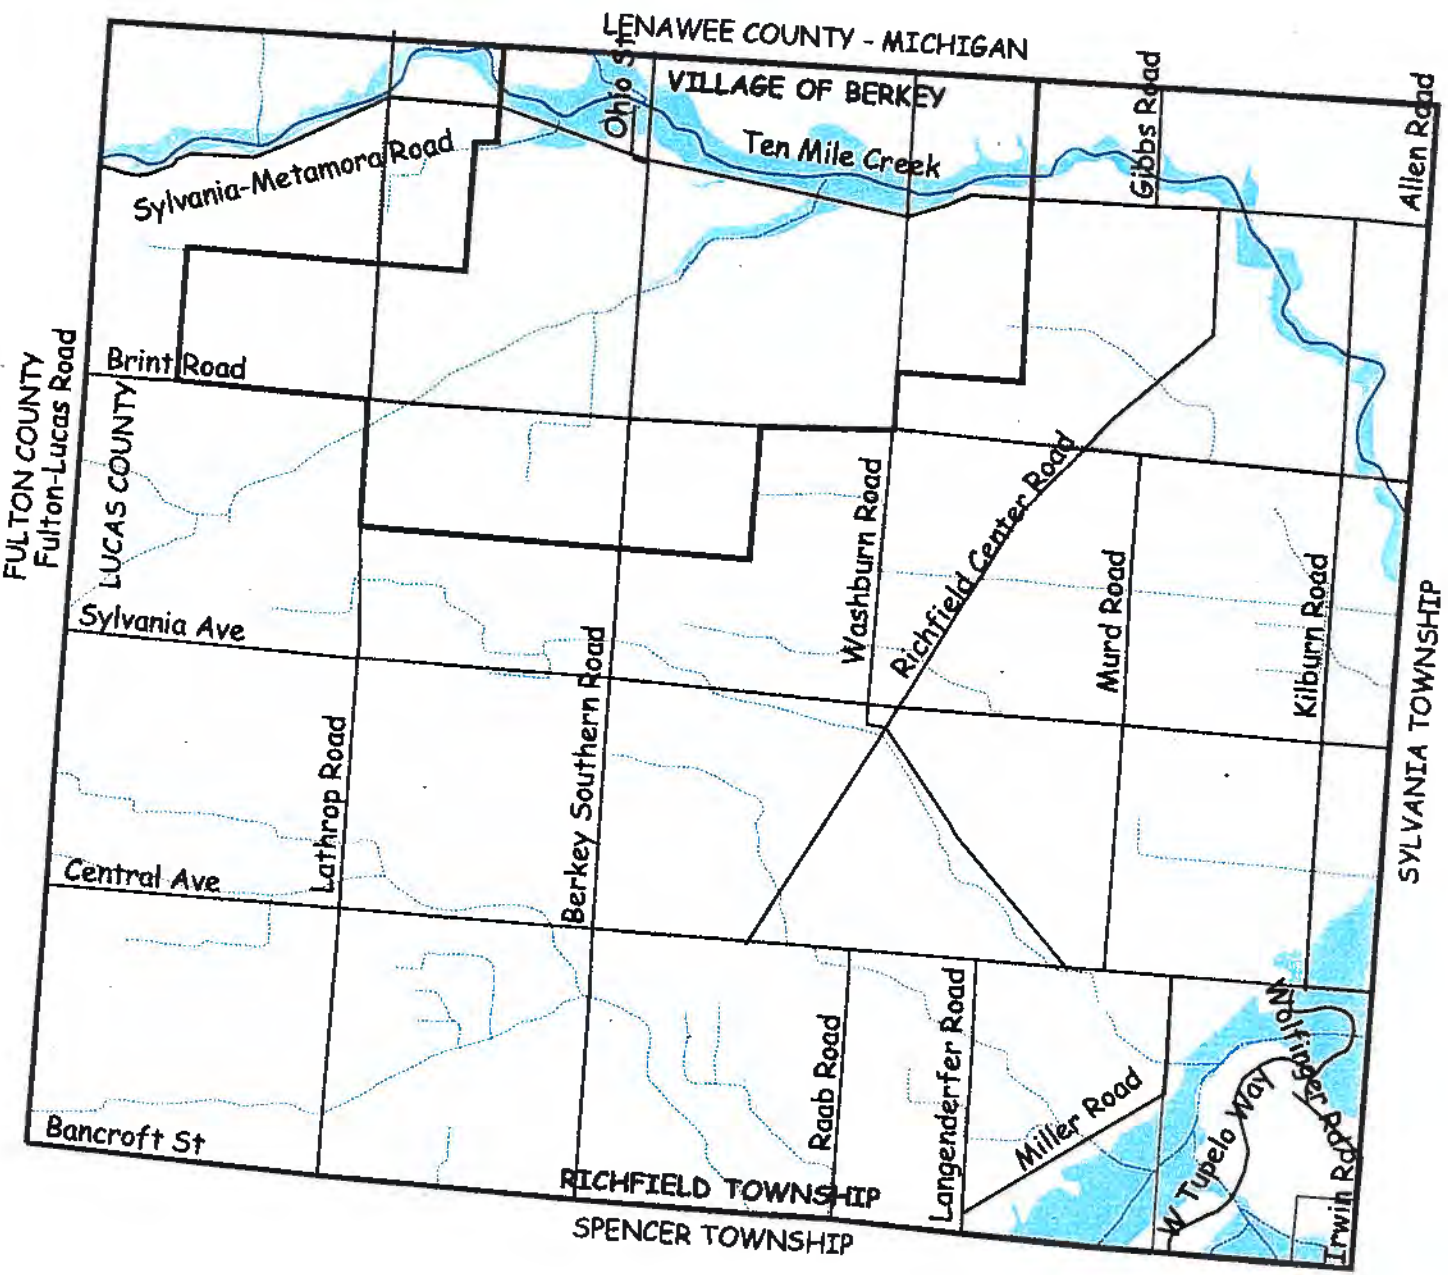 LENAWEE COUNTY - MICHIGAN
VILLAGE OF BERKEY
Ohio St
Gibbs Road
Allen Road
Ten Mile Creek
Sylvania-Metamora Road
Brint Road
FULTON COUNTY
Fulton-Lucas Road
LUCAS COUNTY
Washburn Road
Richfield Center Road
Murd Road
Kilburn Road
SYLVANIA TOWNSHIP
Sylvania Ave
Lathrop Road
Berkey Southern Road
Central Ave
Raab Road
Langenderfer Road
Miller Road
W Tupelo Way
Irwin Rd
Bancroft St
RICHFIELD TOWNSHIP
SPENCER TOWNSHIP